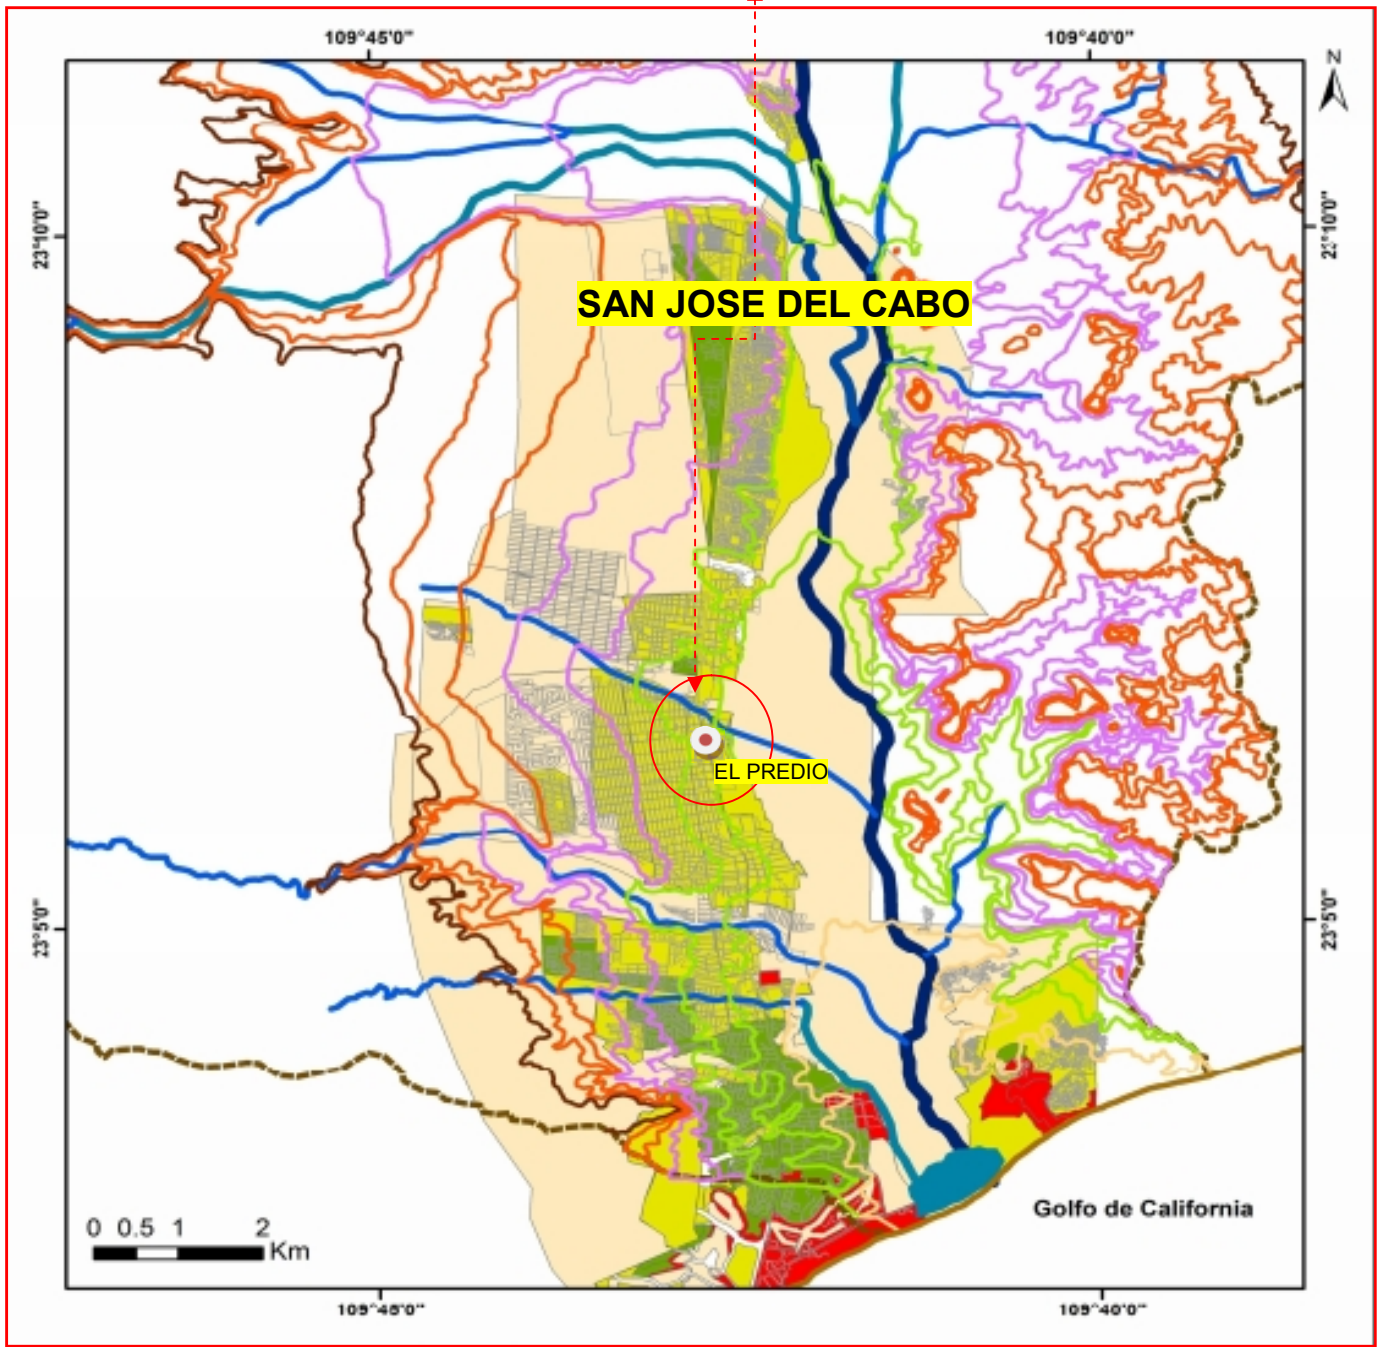 109°45'0" 109°40'0"
N
23°10'0" 23°10'0"
SAN JOSE DEL CABO
EL PREDIO
23°5'0" 23°5'0"
Golfo de California
0 0.5 1 2
Km
109°45'0" 109°40'0"